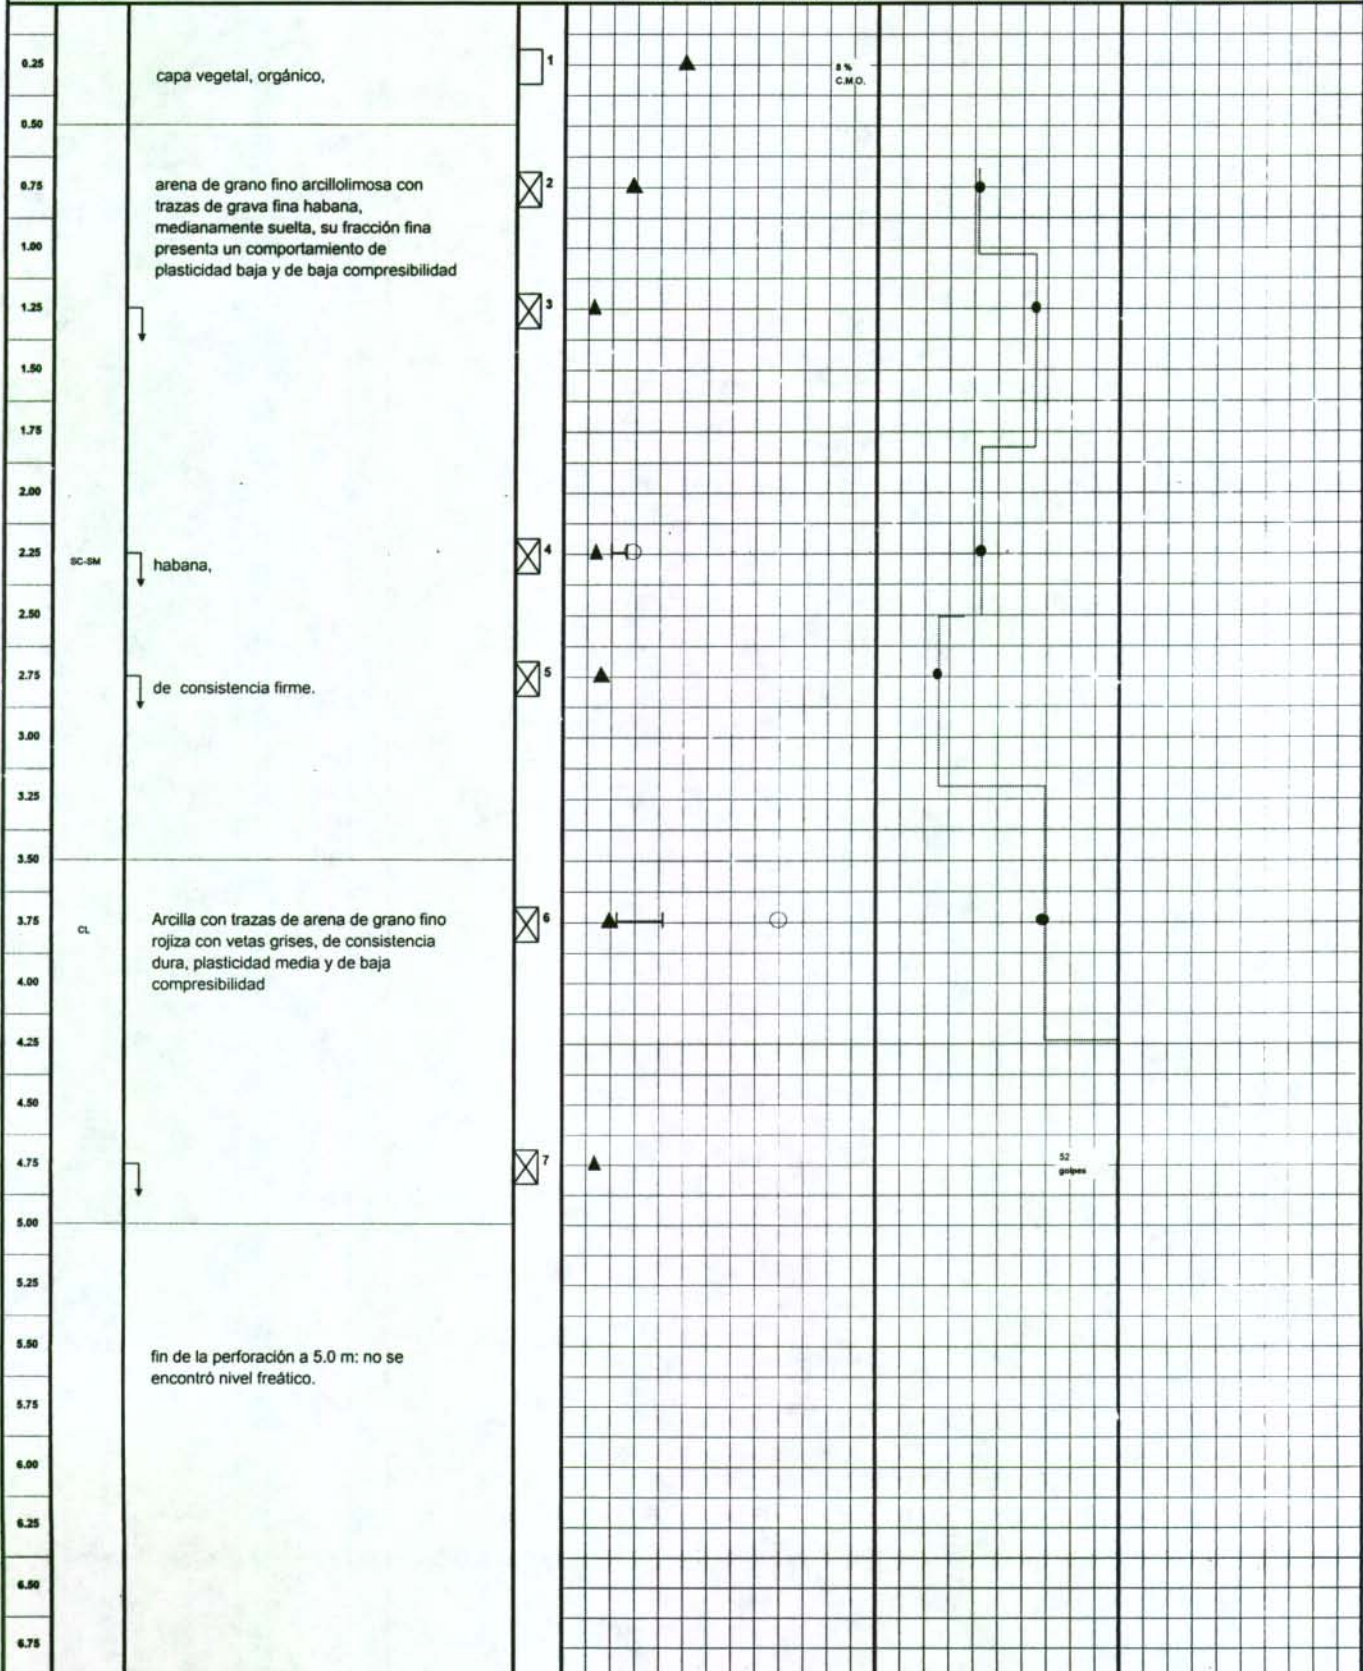 0.25
capa vegetal, orgánico,
1
8 %
C.M.O.
0.50
0.75
arena de grano fino arcillolimosa con
trazas de grava fina habana,
medianamente suelta, su fracción fina
presenta un comportamiento de
plasticidad baja y de baja compresibilidad
2
1.00
1.25
3
1.50
1.75
2.00
2.25
SC-SM
habana,
4
2.50
2.75
de consistencia firme.
5
3.00
3.25
3.50
3.75
CL
Arcilla con trazas de arena de grano fino
rojiza con vetas grises, de consistencia
dura, plasticidad media y de baja
compresibilidad
6
4.00
4.25
4.50
4.75
7
52
golpes
5.00
5.25
5.50
fin de la perforación a 5.0 m: no se
encontró nivel freático.
5.75
6.00
6.25
6.50
6.75